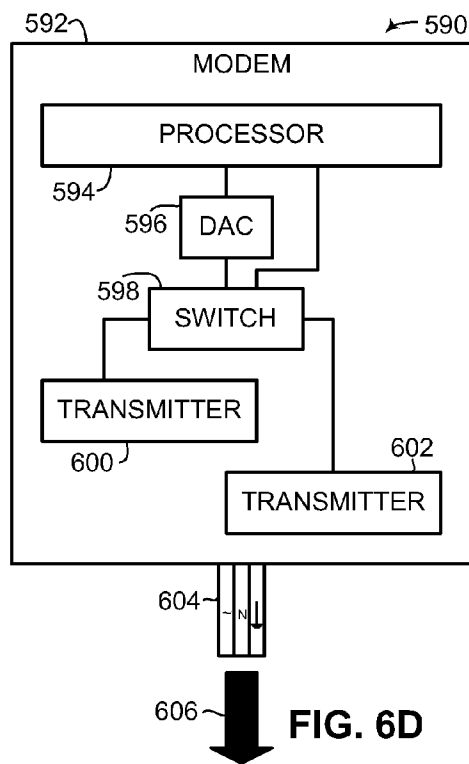 592
590
MODEM
PROCESSOR
594
596
DAC
598
SWITCH
TRANSMITTER
600
602
TRANSMITTER
604
~ N
606
FIG. 6D